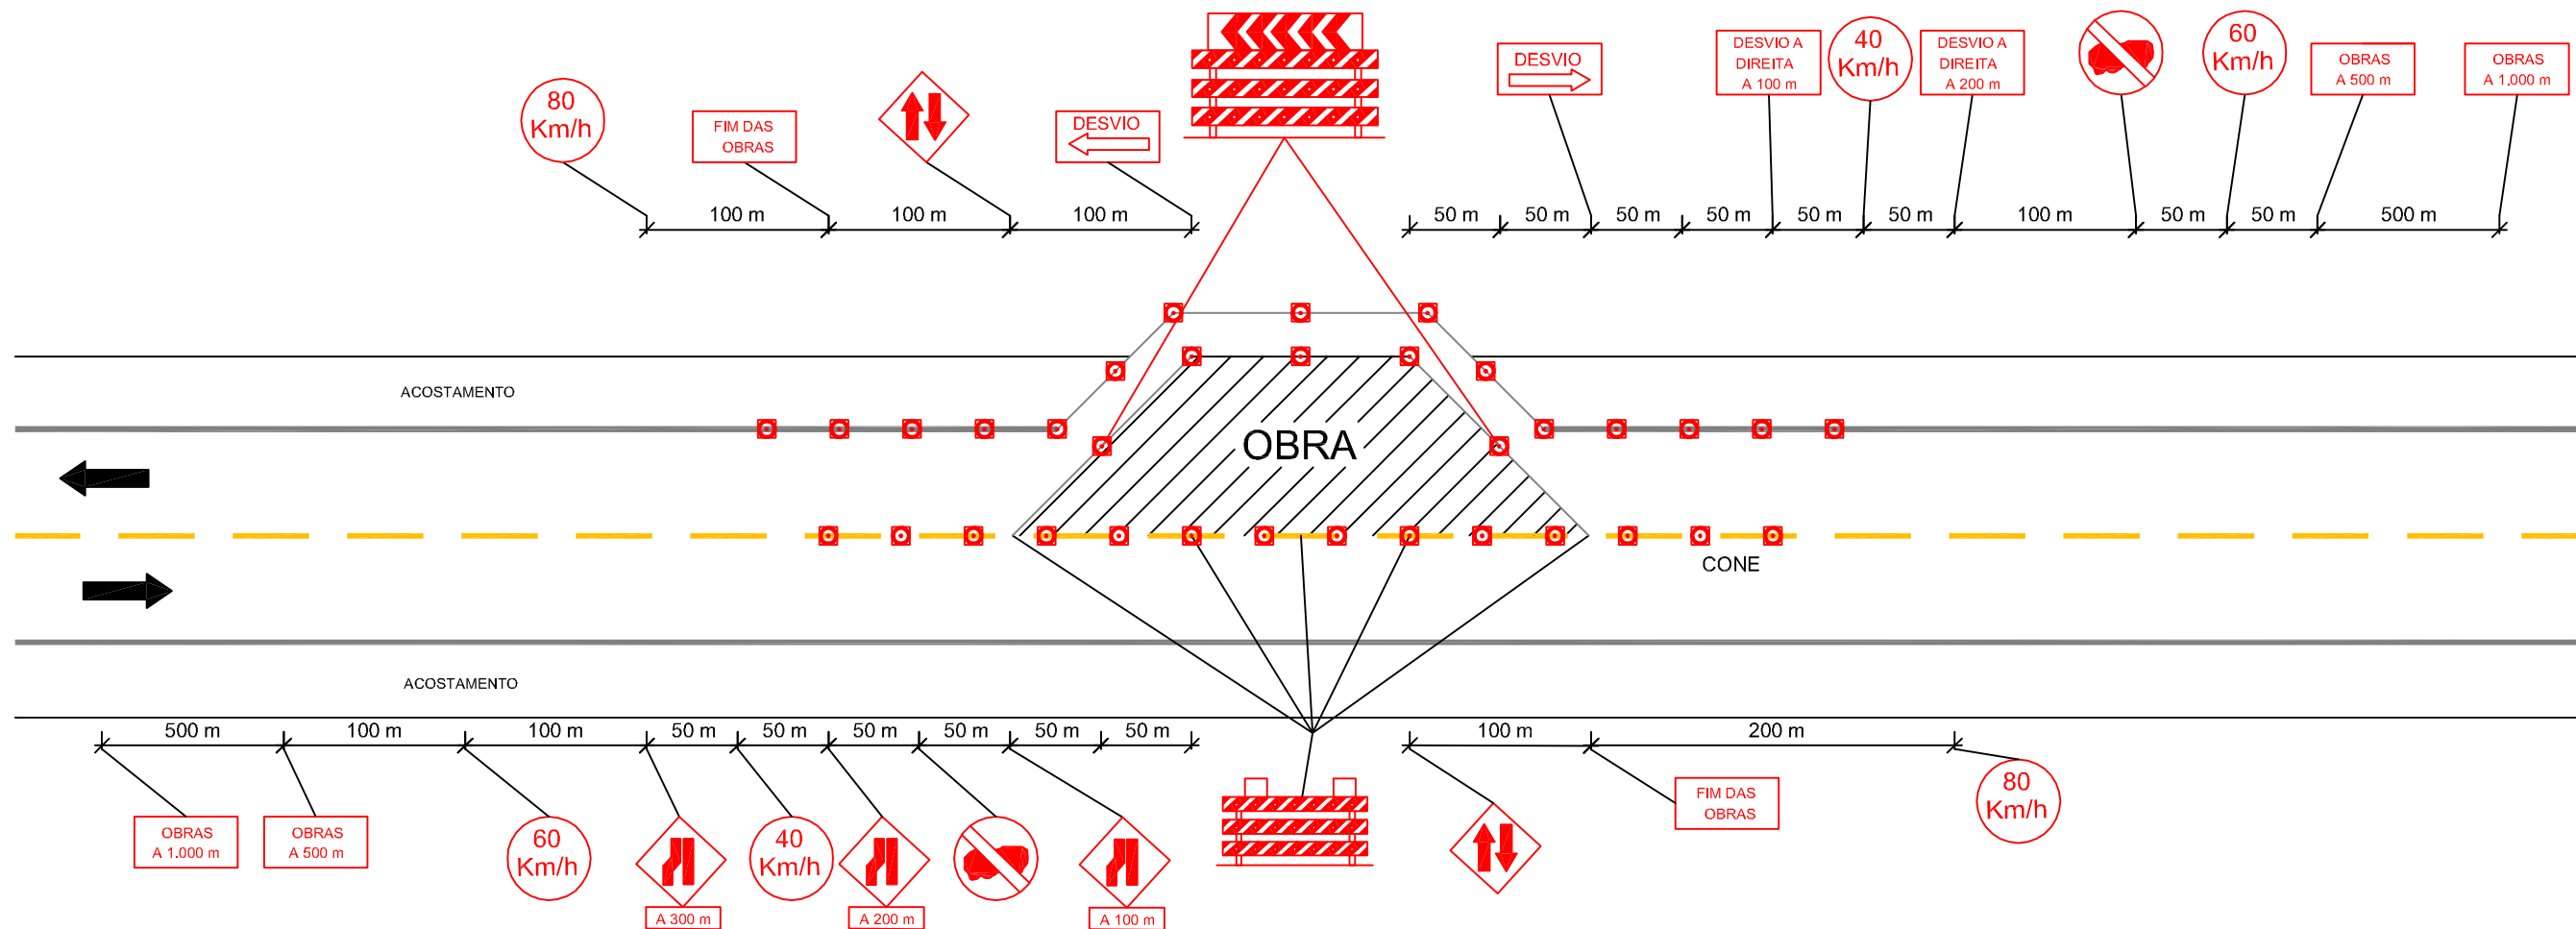 80
Km/h
FIM DAS
OBRAS
DESVIO
DESVIO
DESVIO A
DIREITA
A 100 m
40
Km/h
DESVIO A
DIREITA
A 200 m
60
Km/h
OBRAS
A 500 m
OBRAS
A 1.000 m
100 m
100 m
100 m
50 m
50 m
50 m
50 m
50 m
50 m
100 m
50 m
50 m
500 m
ACOSTAMENTO
OBRA
CONE
ACOSTAMENTO
500 m
100 m
100 m
50 m
50 m
50 m
50 m
50 m
50 m
100 m
200 m
OBRAS
A 1.000 m
OBRAS
A 500 m
60
Km/h
A 300 m
40
Km/h
A 200 m
A 100 m
FIM DAS
OBRAS
80
Km/h